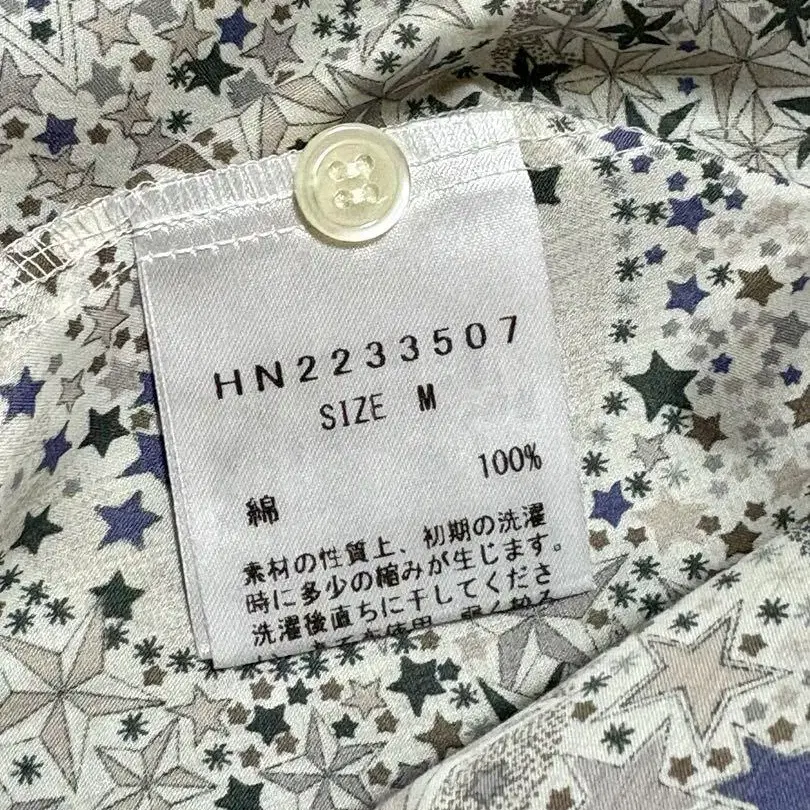 HN2233507
SIZE M
綿 100%
素材の性質上、初期の洗濯
時に多少の縮みが生じます。
洗濯後直ちに干してくださ